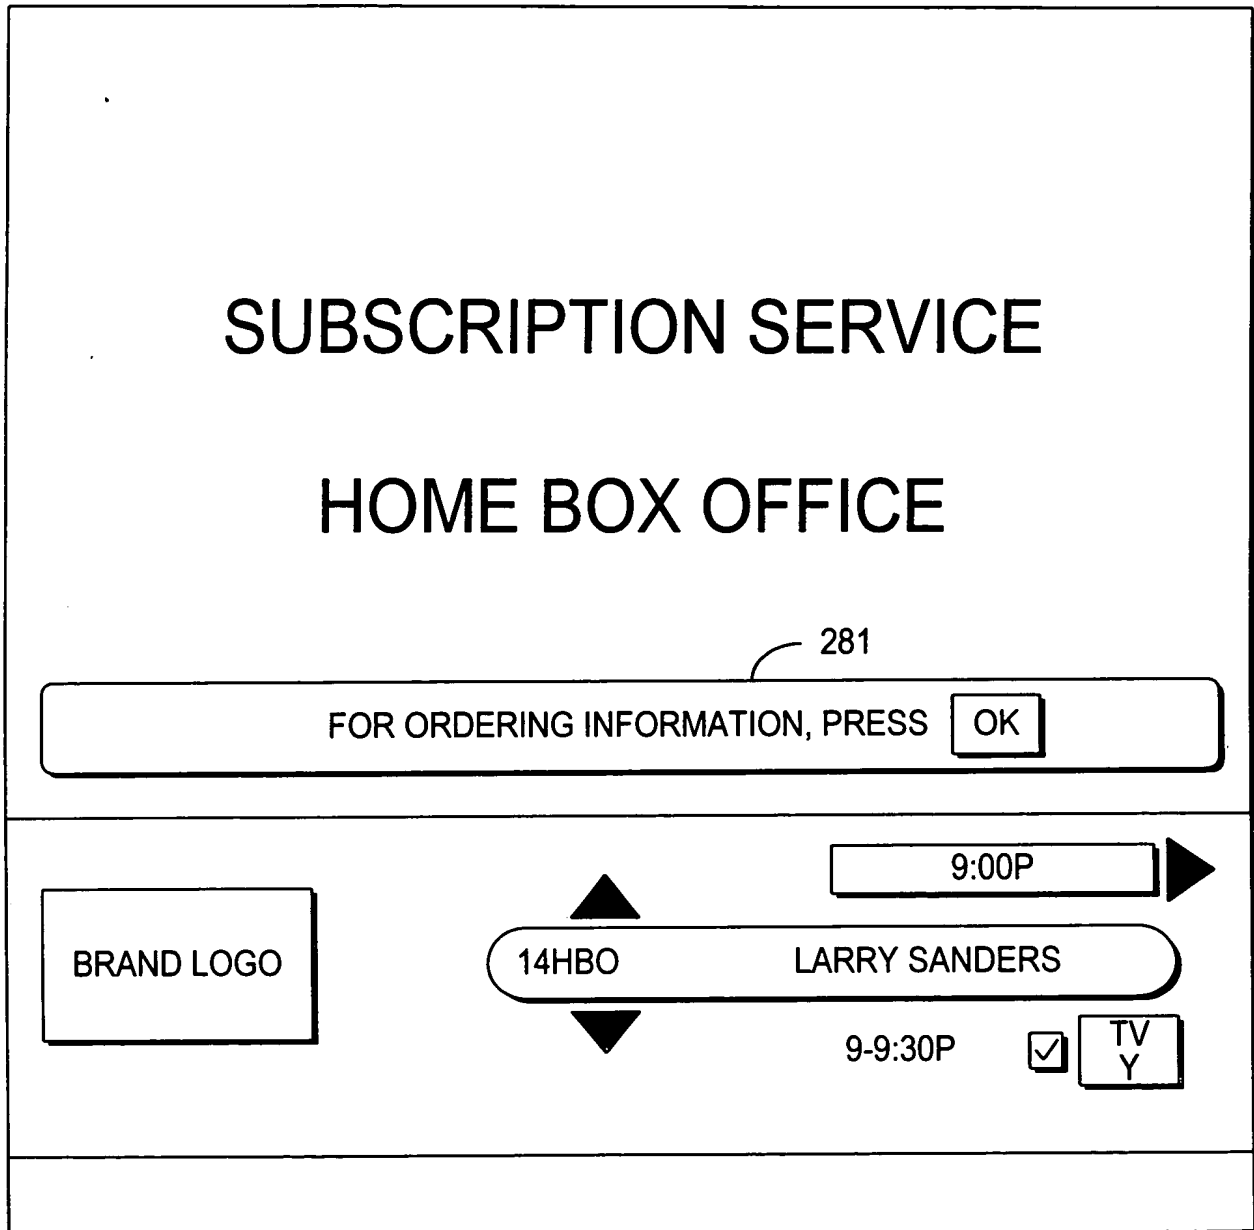 SUBSCRIPTION SERVICE
HOME BOX OFFICE
281
FOR ORDERING INFORMATION, PRESS OK
9:00P
BRAND LOGO
14HBO LARRY SANDERS
9-9:30P TV
Y